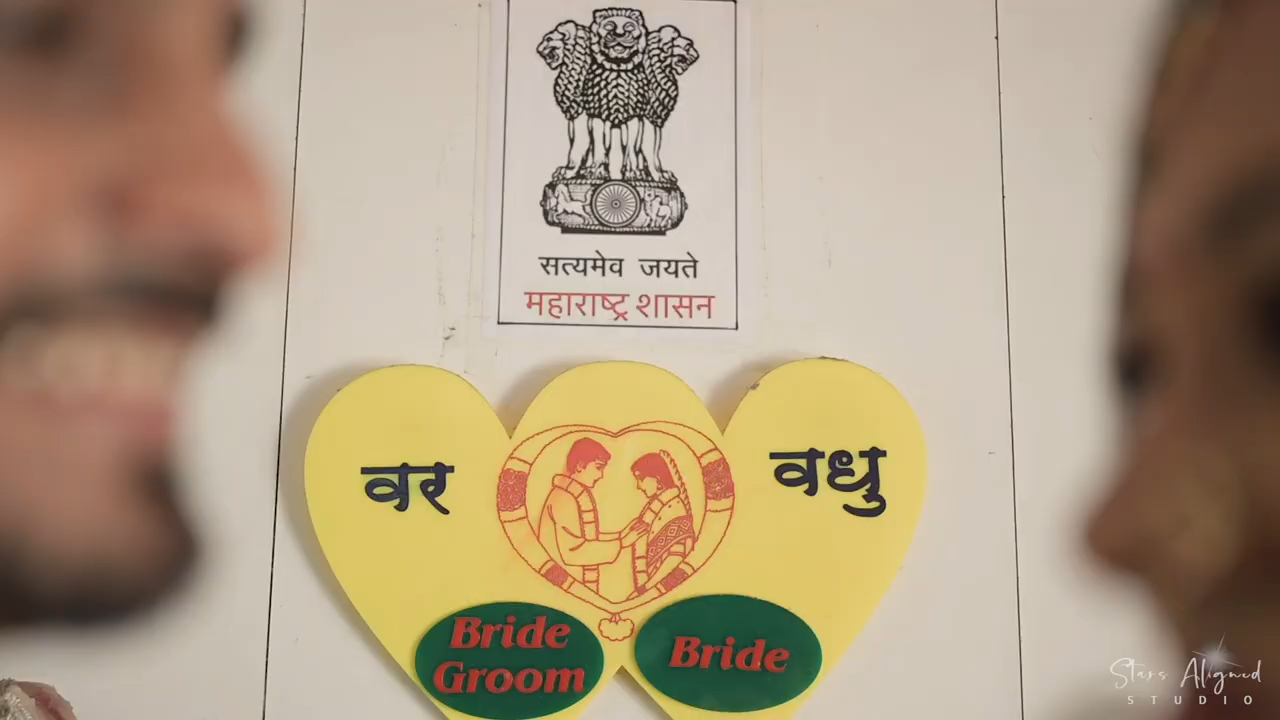 सत्यमेव जयते
महाराष्ट्र शासन
वर
वधु
Bride
Groom
Bride
Stars Aligned
STUDIO